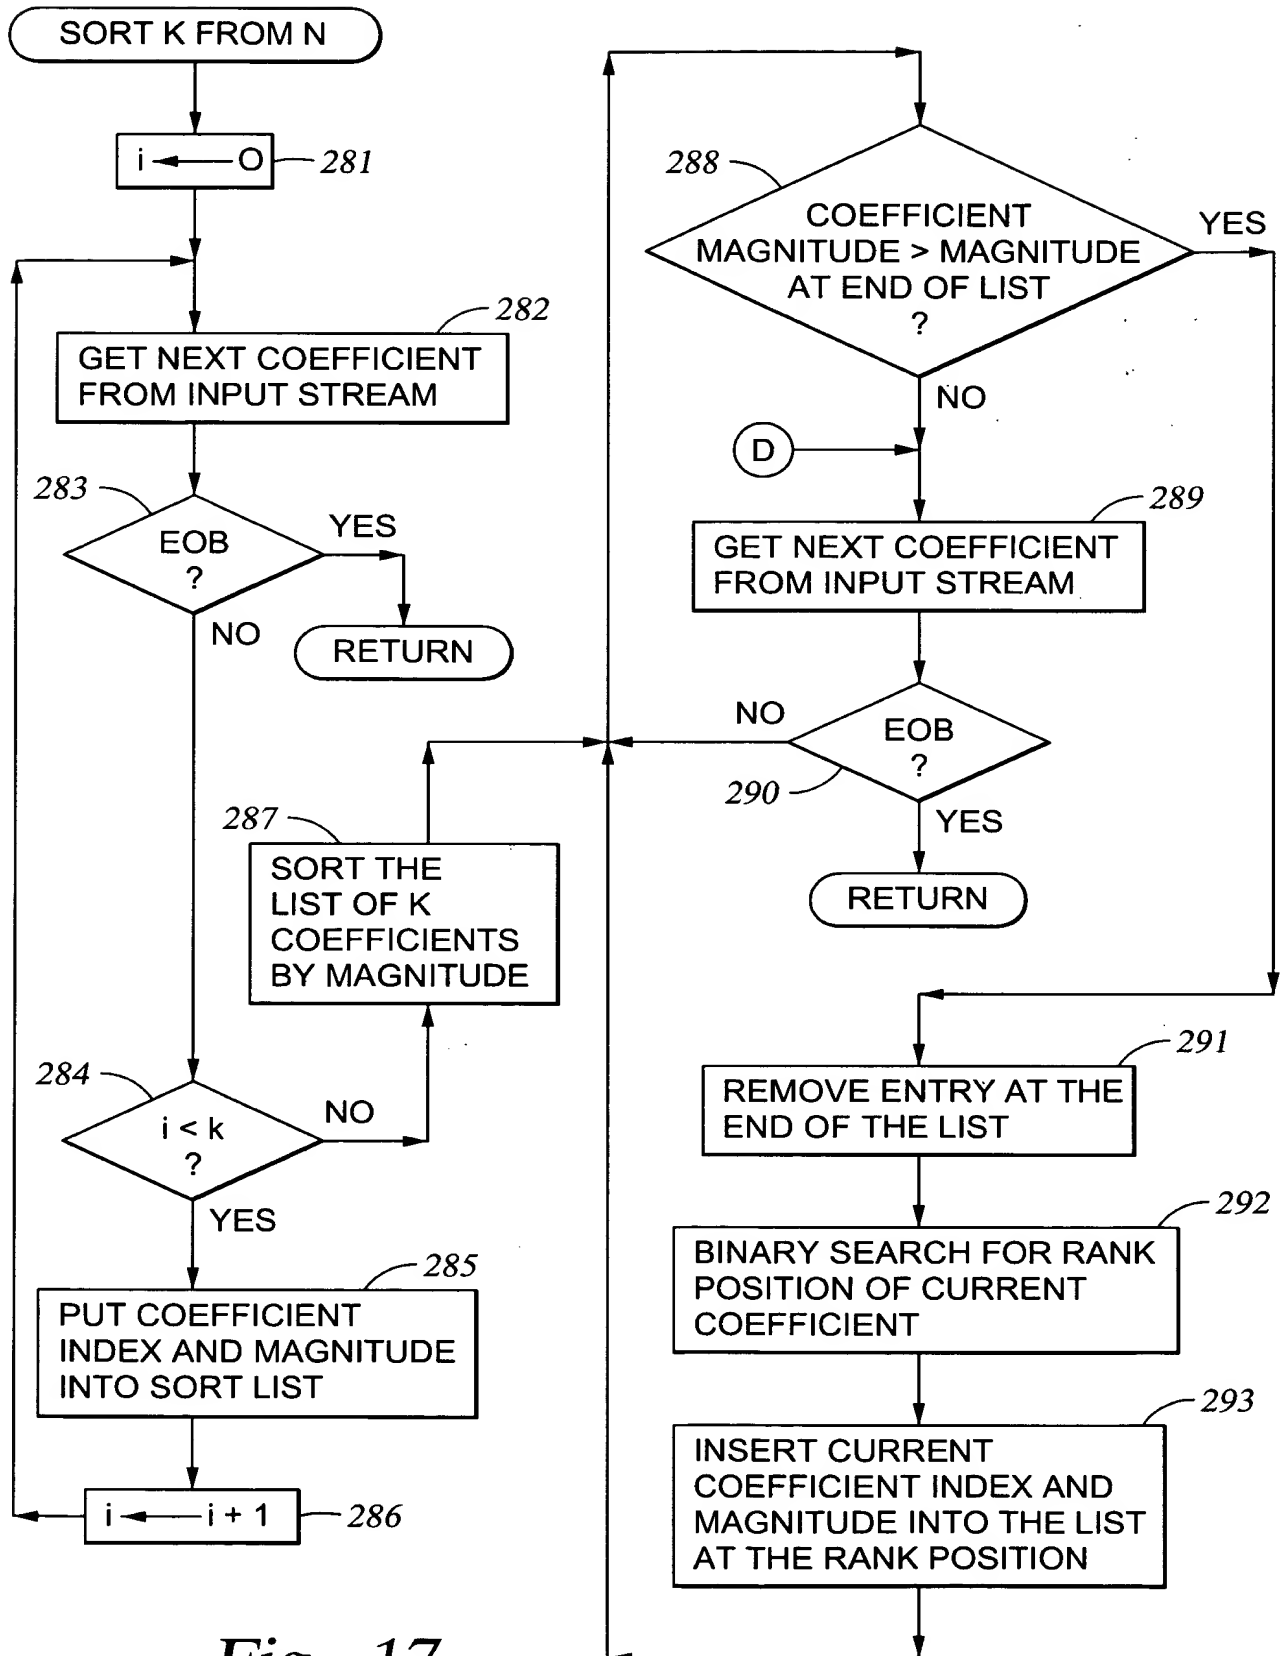 SORT K FROM N
i ← O
281
282
GET NEXT COEFFICIENT
FROM INPUT STREAM
283
EOB
?
YES
NO
RETURN
287
SORT THE
LIST OF K
COEFFICIENTS
BY MAGNITUDE
284
i < k
?
NO
YES
285
PUT COEFFICIENT
INDEX AND MAGNITUDE
INTO SORT LIST
i ← i + 1
286
288
COEFFICIENT
MAGNITUDE > MAGNITUDE
AT END OF LIST
?
YES
NO
D
289
GET NEXT COEFFICIENT
FROM INPUT STREAM
NO
EOB
?
290
YES
RETURN
291
REMOVE ENTRY AT THE
END OF THE LIST
292
BINARY SEARCH FOR RANK
POSITION OF CURRENT
COEFFICIENT
293
INSERT CURRENT
COEFFICIENT INDEX AND
MAGNITUDE INTO THE LIST
AT THE RANK POSITION
Fig. 17